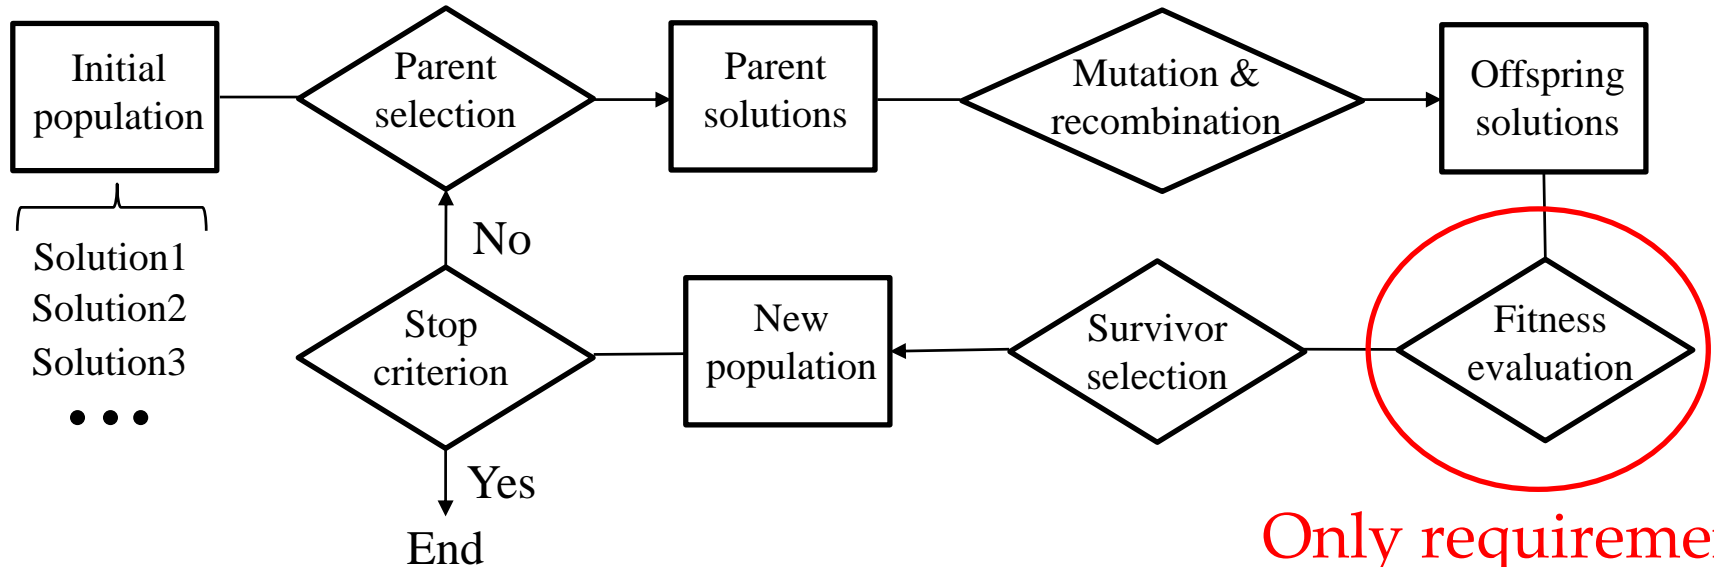 Initial
population
Parent
selection
Parent
solutions
Mutation &
recombination
Offspring
solutions
Solution1
Solution2
Solution3
No
Stop
criterion
New
population
Survivor
selection
Fitness
evaluation
Yes
End
Only